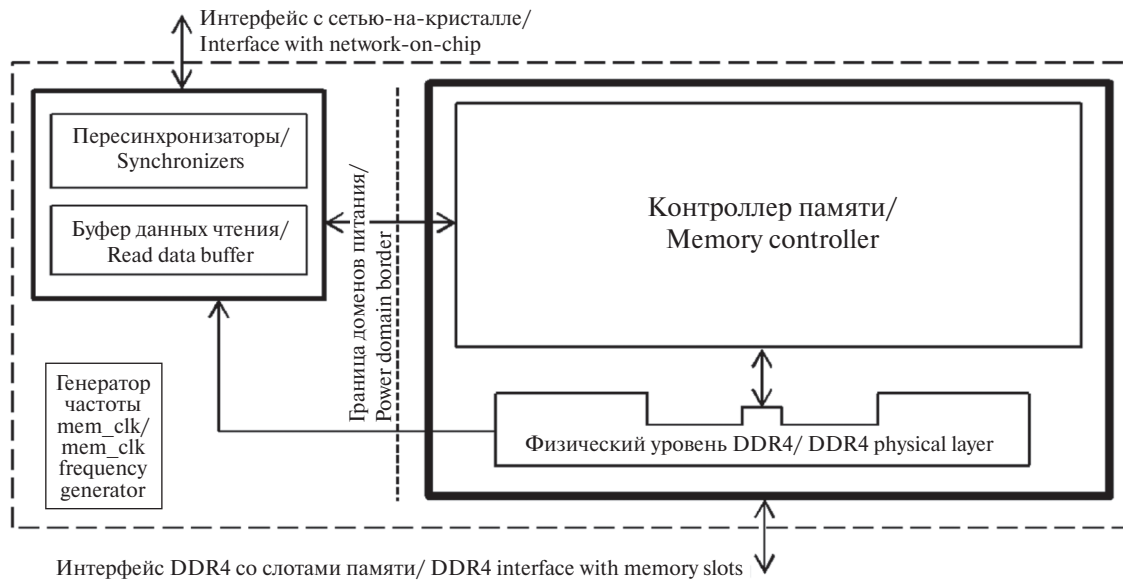 Интерфейс с сетью-на-кристалле/
Interface with network-on-chip
Пересинхронизаторы/
Synchronizers
Буфер данных чтения/
Read data buffer
Граница доменов питания/
Power domain border
Контроллер памяти/
Memory controller
Генератор
частоты
mem_clk/
mem_clk
frequency
generator
Физический уровень DDR4/ DDR4 physical layer
Интерфейс DDR4 со слотами памяти/ DDR4 interface with memory slots